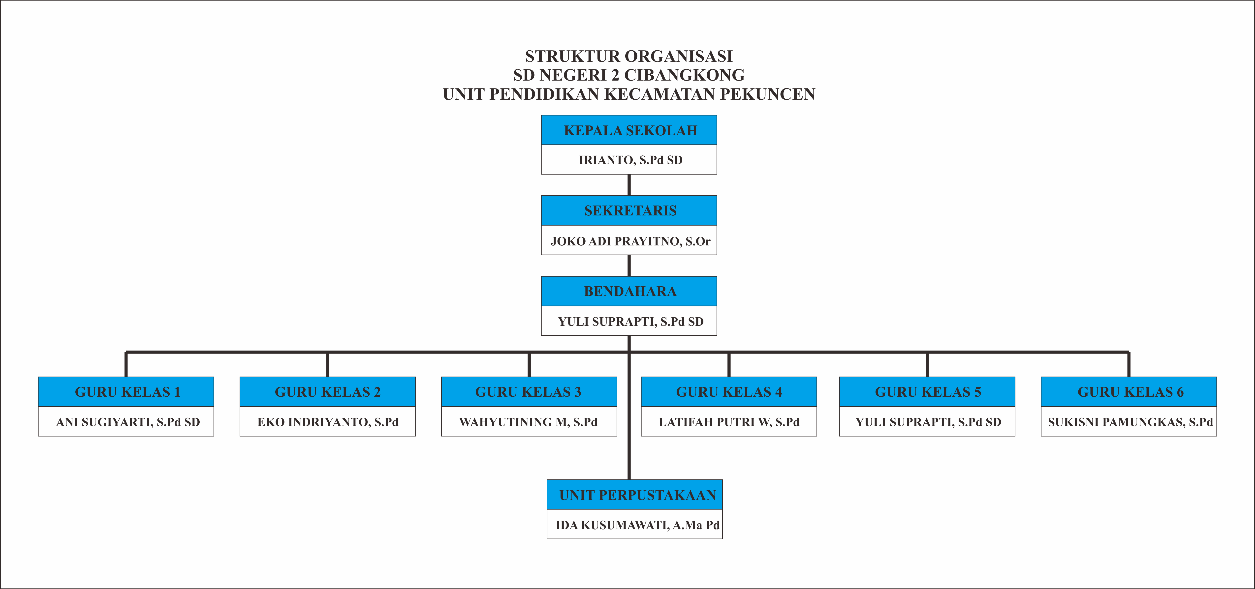 STRUKTUR ORGANISASI
SD NEGERI 2 CIBANGKONG
UNIT PENDIDIKAN KECAMATAN PEKUNCEN
KEPALA SEKOLAH
IRIANTO, S.Pd SD
SEKRETARIS
JOKO ADI PRAYITNO, S.Or
BENDAHARA
YULI SUPRAPTI, S.Pd SD
GURU KELAS 1
ANI SUGIYARTI, S.Pd SD
GURU KELAS 2
EKO INDRIYANTO, S.Pd
GURU KELAS 3
WAHYUTINING M, S.Pd
GURU KELAS 4
LATIFAH PUTRI W, S.Pd
GURU KELAS 5
YULI SUPRAPTI, S.Pd SD
GURU KELAS 6
SUKISNI PAMUNGKAS, S.Pd
UNIT PERPUSTAKAAN
IDA KUSUMAWATI, A.Ma Pd